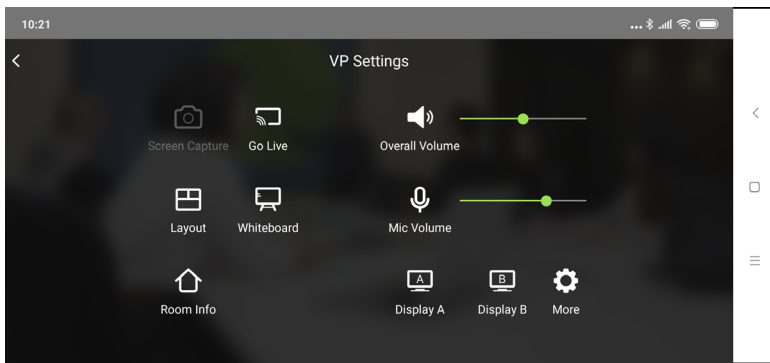 10:21
VP Settings
Screen Capture
Go Live
Overall Volume
Layout
Whiteboard
Mic Volume
Room Info
A
Display A
B
Display B
More